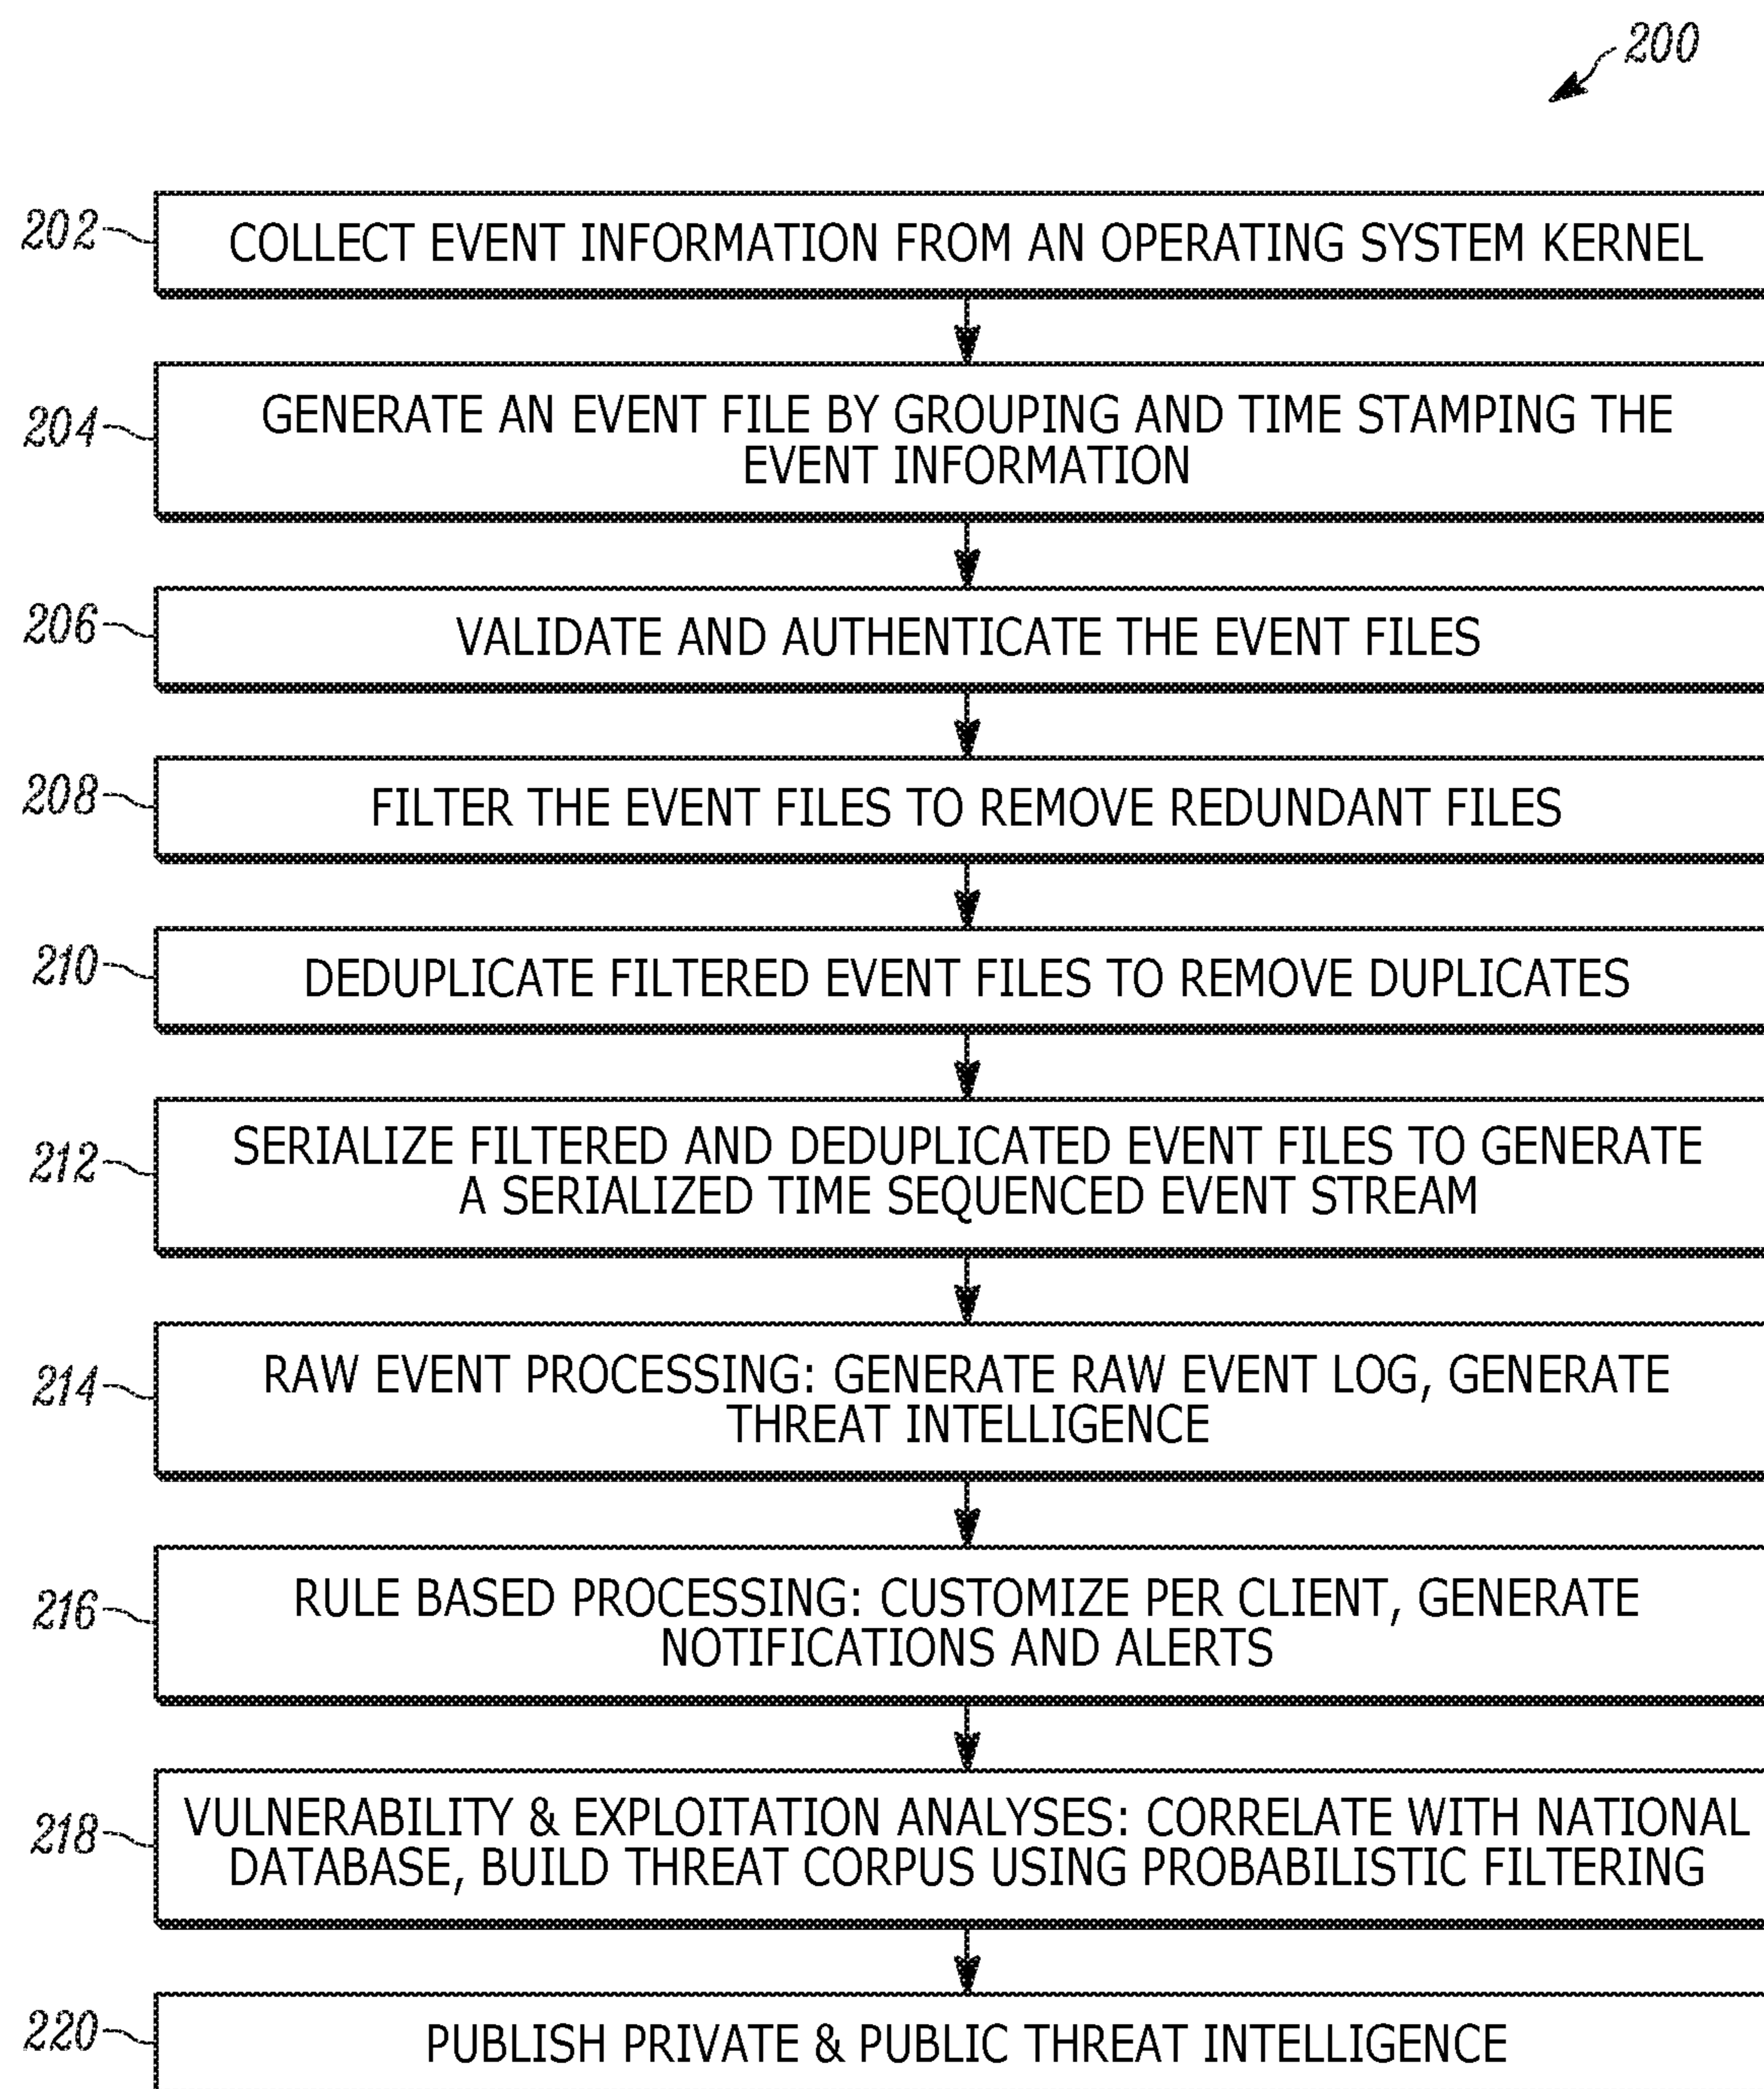 200
202
COLLECT EVENT INFORMATION FROM AN OPERATING SYSTEM KERNEL
204
GENERATE AN EVENT FILE BY GROUPING AND TIME STAMPING THE
EVENT INFORMATION
206
VALIDATE AND AUTHENTICATE THE EVENT FILES
208
FILTER THE EVENT FILES TO REMOVE REDUNDANT FILES
210
DEDUPLICATE FILTERED EVENT FILES TO REMOVE DUPLICATES
212
SERIALIZE FILTERED AND DEDUPLICATED EVENT FILES TO GENERATE
A SERIALIZED TIME SEQUENCED EVENT STREAM
214
RAW EVENT PROCESSING: GENERATE RAW EVENT LOG, GENERATE
THREAT INTELLIGENCE
216
RULE BASED PROCESSING: CUSTOMIZE PER CLIENT, GENERATE
NOTIFICATIONS AND ALERTS
218
VULNERABILITY & EXPLOITATION ANALYSES: CORRELATE WITH NATIONAL
DATABASE, BUILD THREAT CORPUS USING PROBABILISTIC FILTERING
220
PUBLISH PRIVATE & PUBLIC THREAT INTELLIGENCE